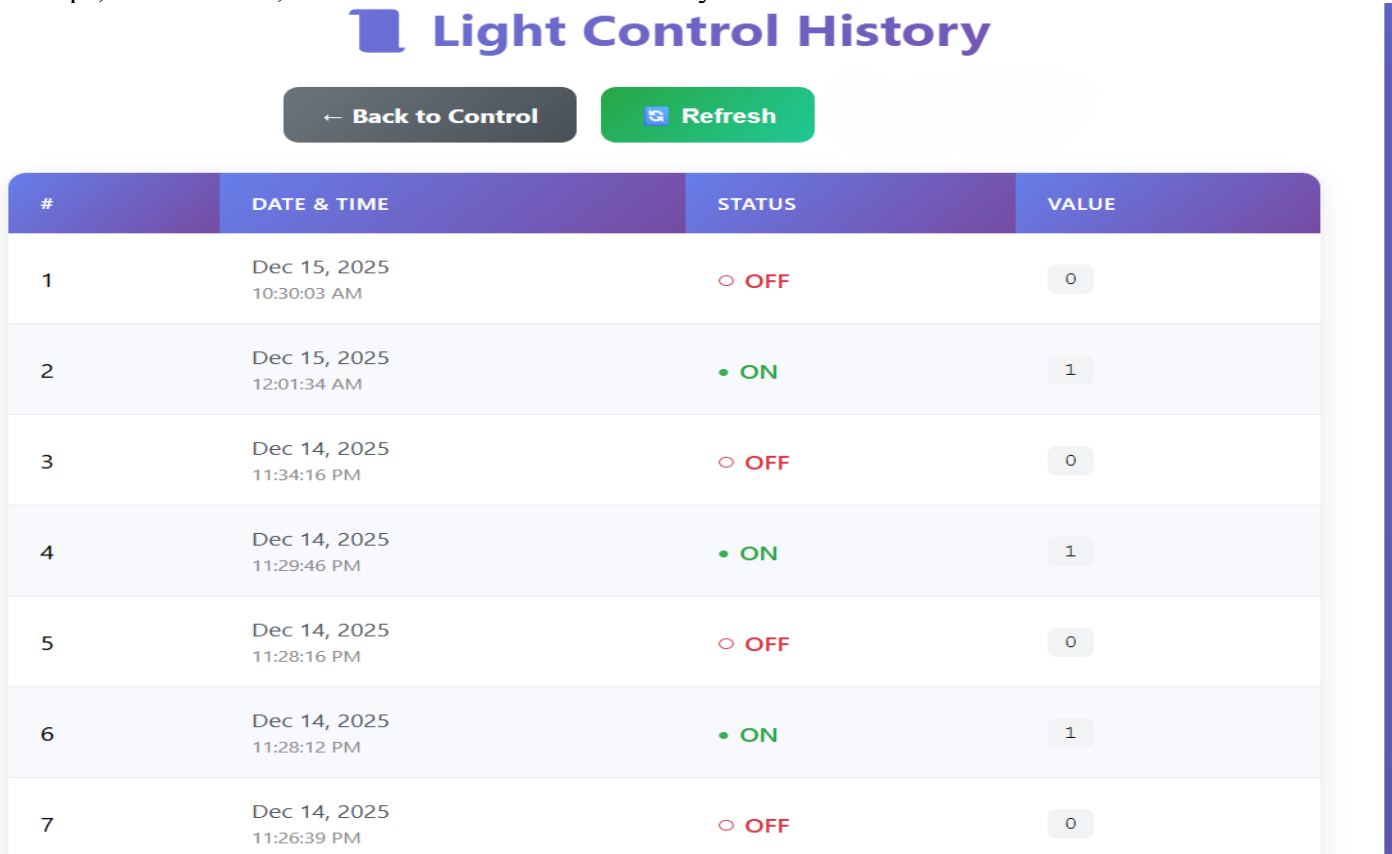 Light Control History
← Back to Control
Refresh
# DATE & TIME STATUS VALUE
1 Dec 15, 2025 OFF 0
10:30:03 AM
2 Dec 15, 2025 ON 1
12:01:34 AM
3 Dec 14, 2025 OFF 0
11:34:16 PM
4 Dec 14, 2025 ON 1
11:29:46 PM
5 Dec 14, 2025 OFF 0
11:28:16 PM
6 Dec 14, 2025 ON 1
11:28:12 PM
7 Dec 14, 2025 OFF 0
11:26:39 PM